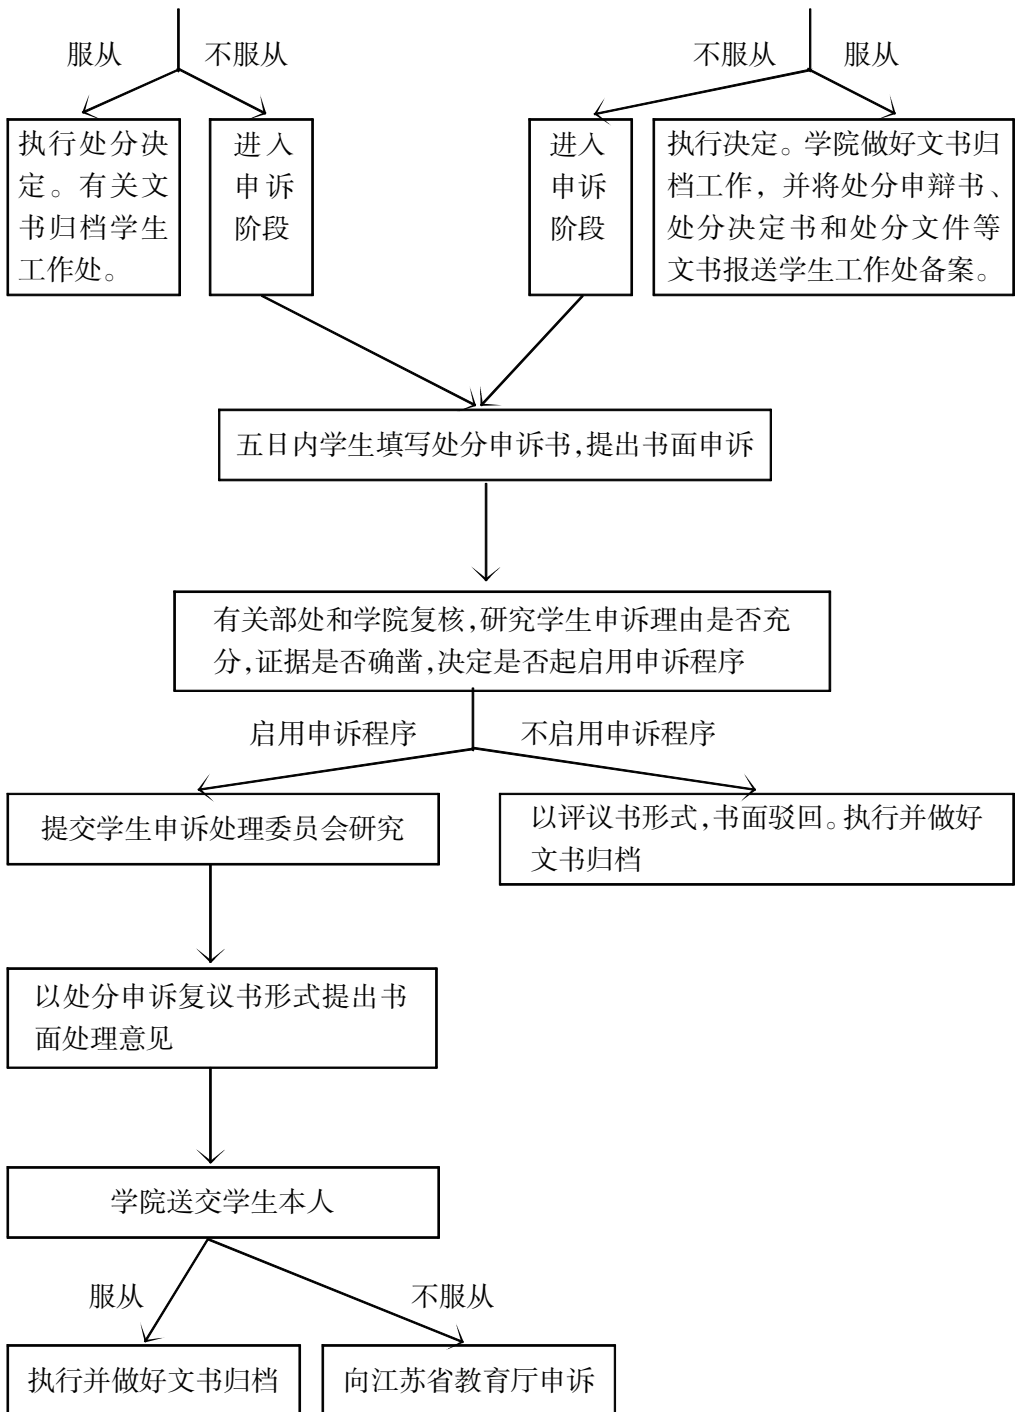 服从
不服从
不服从
服从
执行处分决
定。有关文
书归档学生
工作处。
进入
申诉
阶段
进入
申诉
阶段
执行决定。学院做好文书归
档工作，并将处分申辩书、
处分决定书和处分文件等
文书报送学生工作处备案。
五日内学生填写处分申诉书,提出书面申诉
有关部处和学院复核,研究学生申诉理由是否充
分,证据是否确凿,决定是否起启用申诉程序
启用申诉程序
不启用申诉程序
提交学生申诉处理委员会研究
以评议书形式,书面驳回。执行并做好
文书归档
以处分申诉复议书形式提出书
面处理意见
学院送交学生本人
服从
不服从
执行并做好文书归档
向江苏省教育厅申诉